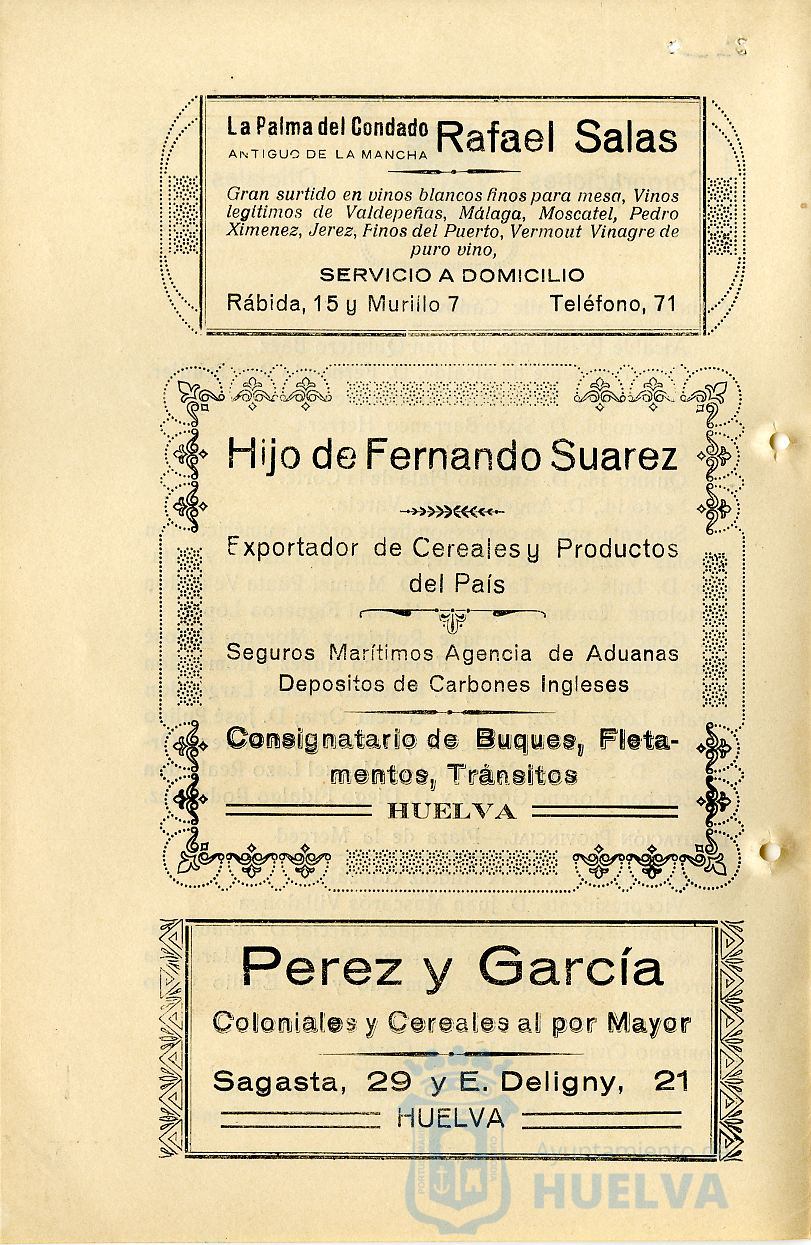 La Palma del Condado Rafael Salas
ANTIGUO DE LA MANCHA
Gran surtido en vinos blancos finos para mesa, Vinos
legitimos de Valdepeñas, Málaga, Moscatel, Pedro
Ximenez, Jerez, Finos del Puerto, Vermout Vinagre de
puro vino,
SERVICIO A DOMICILIO
Rábida, 15 y Murillo 7 Teléfono, 71
Hijo de Fernando Suarez
Exportador de Cereales y Productos
del País
Seguros Marítimos Agencia de Aduanas
Depositos de Carbones Ingleses
Consignatario de Buques, Fleta-
mentos, Tránsitos
HUELVA
Perez y García
Coloniales y Cereales al por Mayor
Sagasta, 29 y E. Deligny, 21
HUELVA
Ayuntamiento de
HUELVA